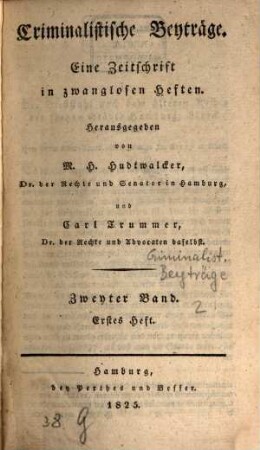 Criminalistische Beyträge.
Eine Zeitschrift
in zwanglosen Heften.
Herausgegeben
von
M. H. Hudtwalcker,
Dr. der Rechte und Senator in Hamburg,
und
Carl Trummer,
Dr. der Rechte und Advocaten daselbst.
Criminalist.
Beyträge
2
Zweyter Band.
Erstes Heft.
Hamburg,
bey Perthes und Besser.
1825.
38 G